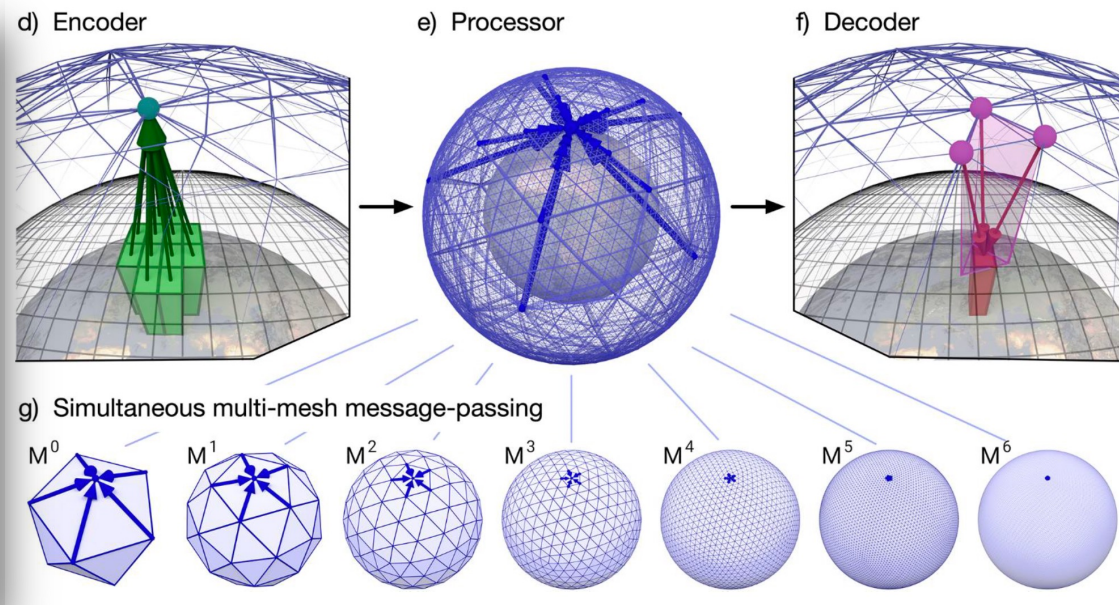 d) Encoder
e) Processor
f) Decoder
g) Simultaneous multi-mesh message-passing
M⁰ M¹ M² M³ M⁴ M⁵ M⁶